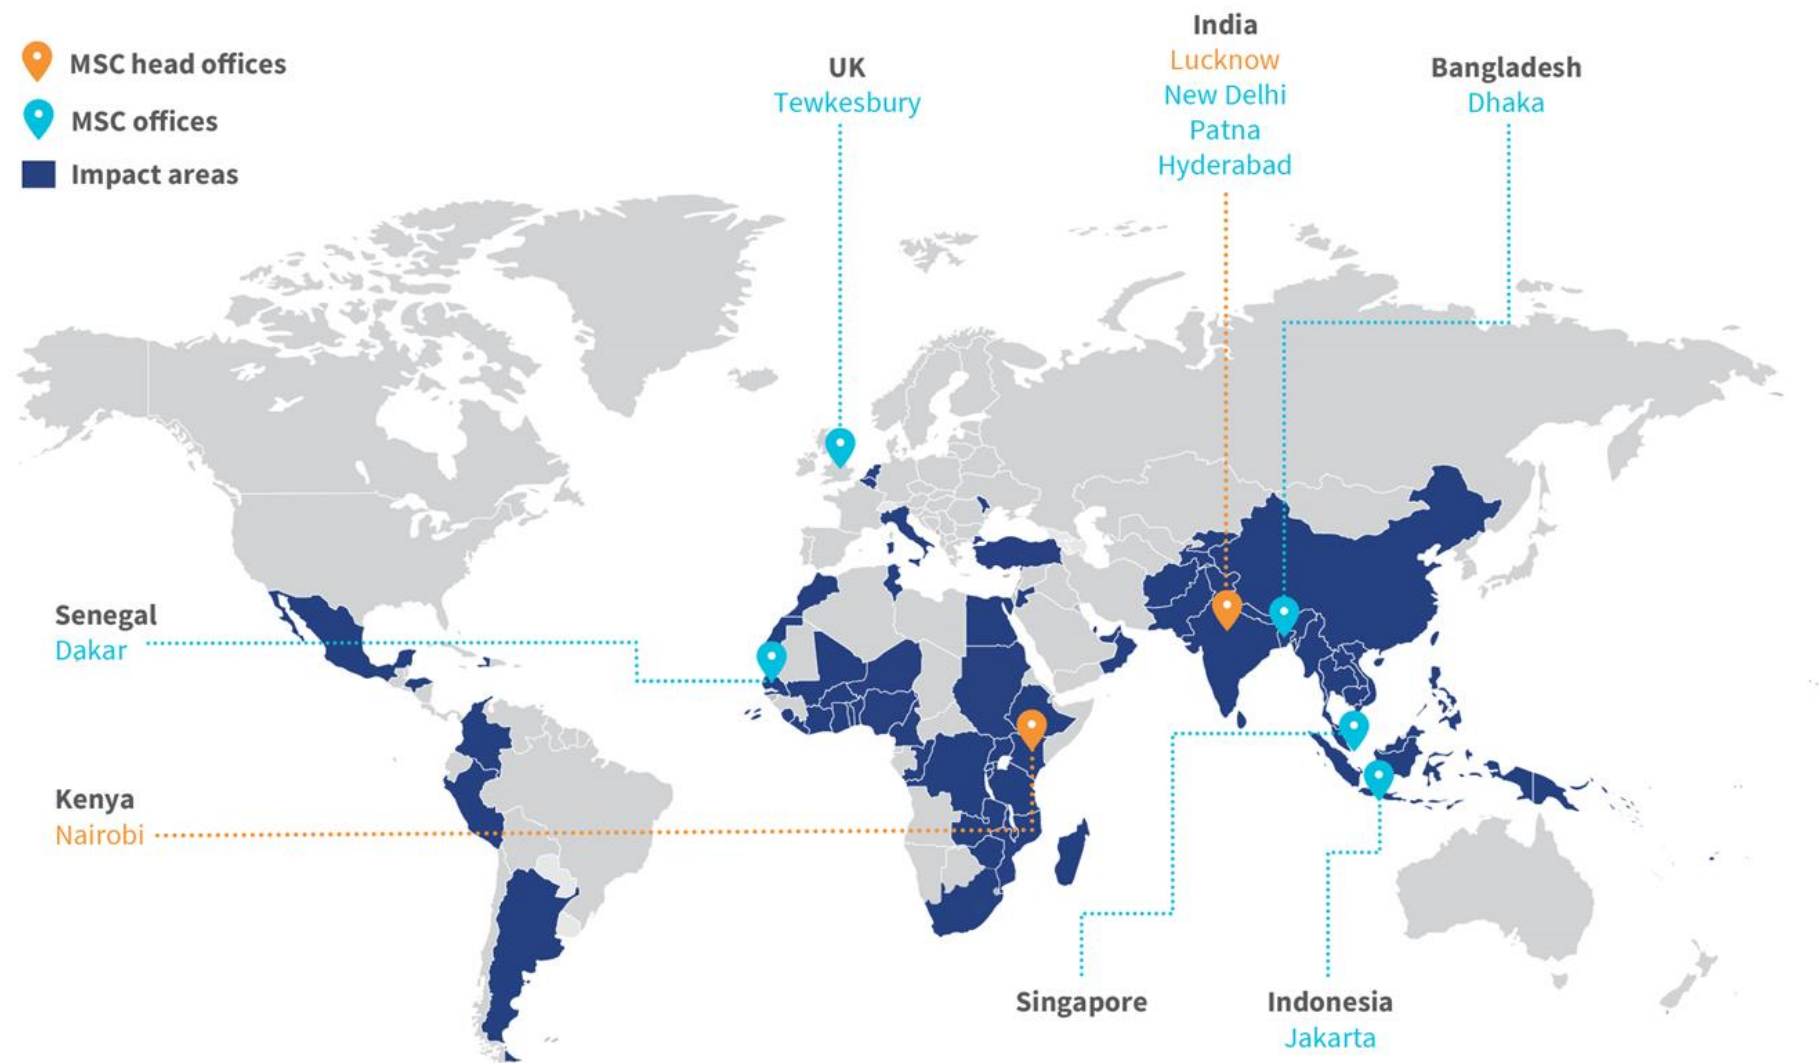 MSC head offices
MSC offices
Impact areas
UK
Tewkesbury
India
Lucknow
New Delhi
Patna
Hyderabad
Bangladesh
Dhaka
Senegal
Dakar
Kenya
Nairobi
Singapore
Indonesia
Jakarta